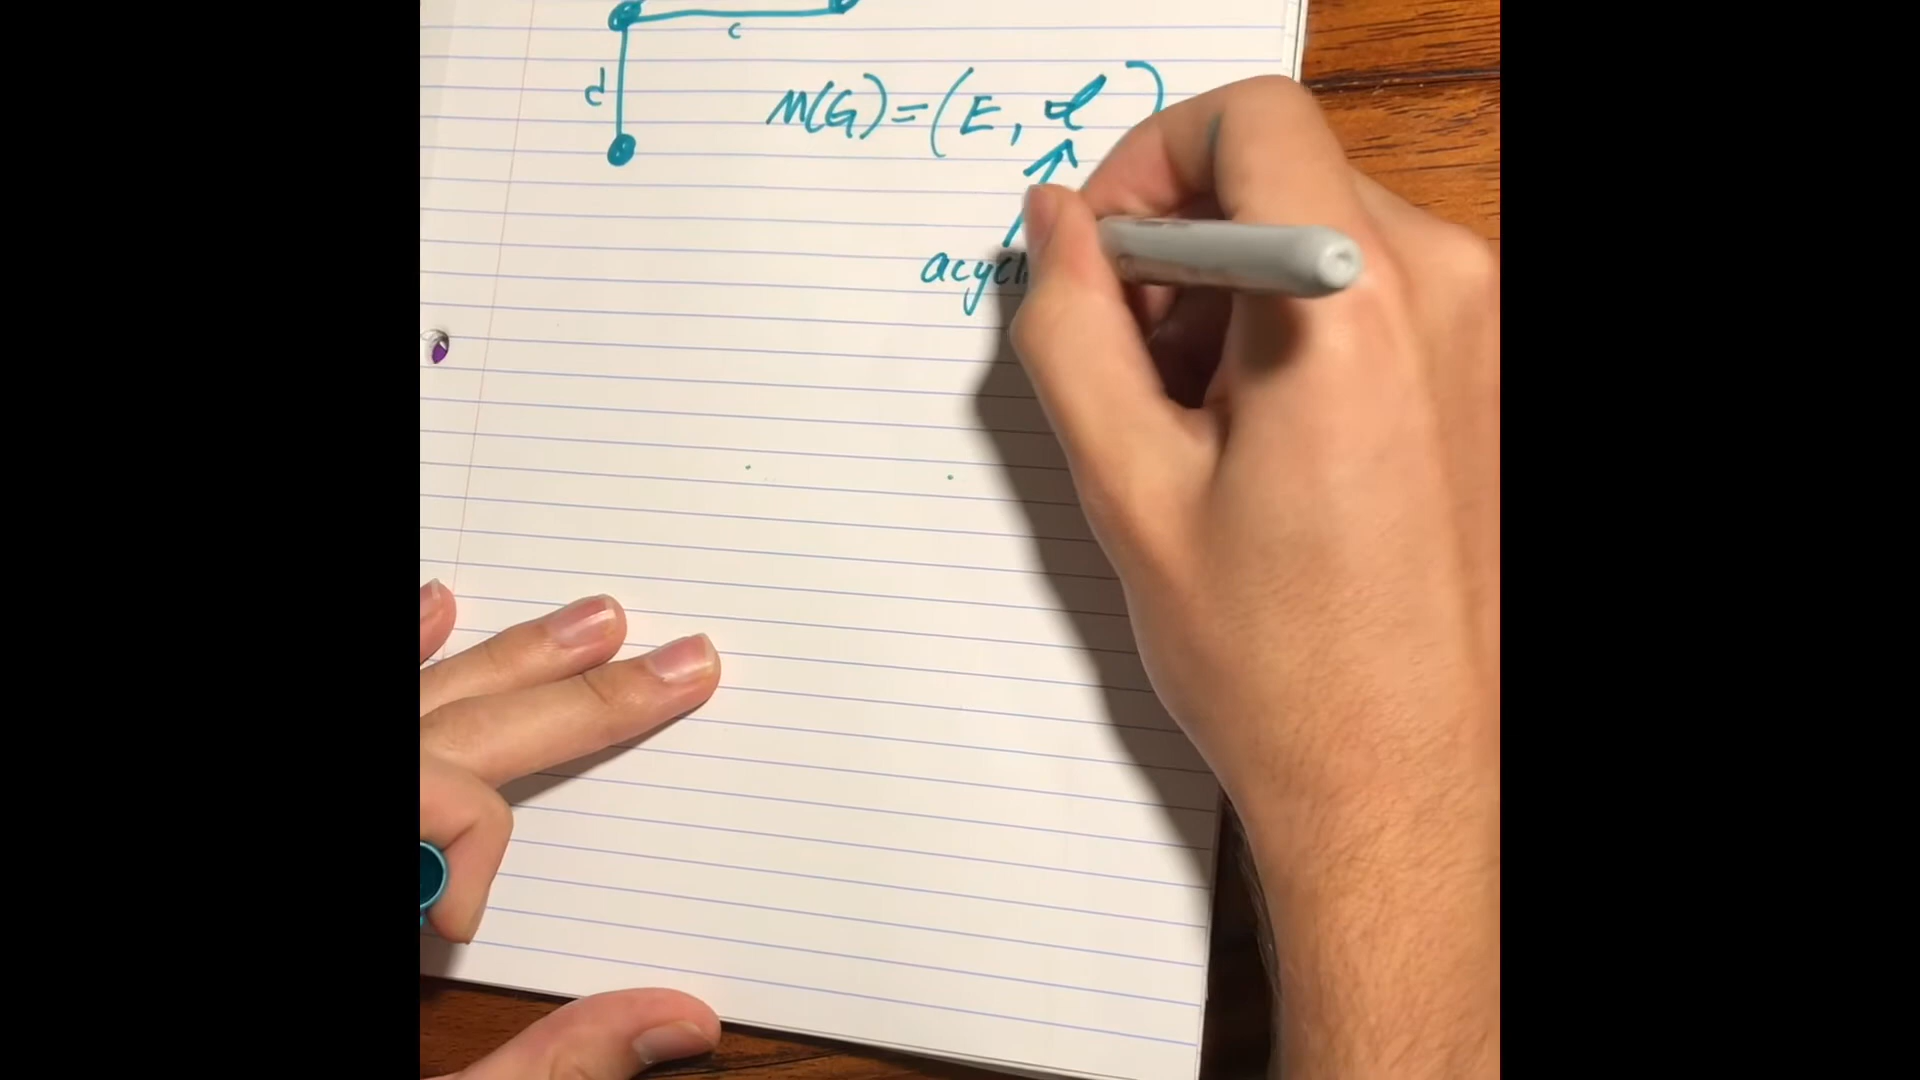 c
d
M(G) = (E, ℐ)
acycl